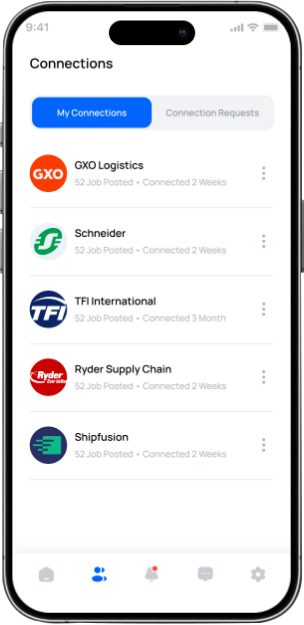 9:41
Connections
My Connections
Connection Requests
GXO
GXO Logistics
52 Job Posted • Connected 2 Weeks
Schneider
52 Job Posted • Connected 2 Weeks
TFI
TFI International
52 Job Posted • Connected 3 Month
Ryder
Ryder Supply Chain
52 Job Posted • Connected 2 Weeks
Shipfusion
52 Job Posted • Connected 2 Weeks